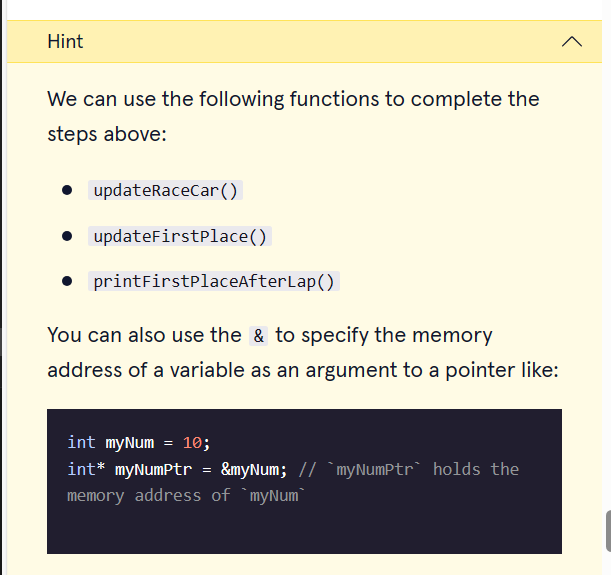 Hint
We can use the following functions to complete the
steps above:
updateRaceCar()
updateFirstPlace()
printFirstPlaceAfterLap()
You can also use the & to specify the memory
address of a variable as an argument to a pointer like:
int myNum = 10;
int* myNumPtr = &myNum; // `myNumPtr` holds the
memory address of `myNum`